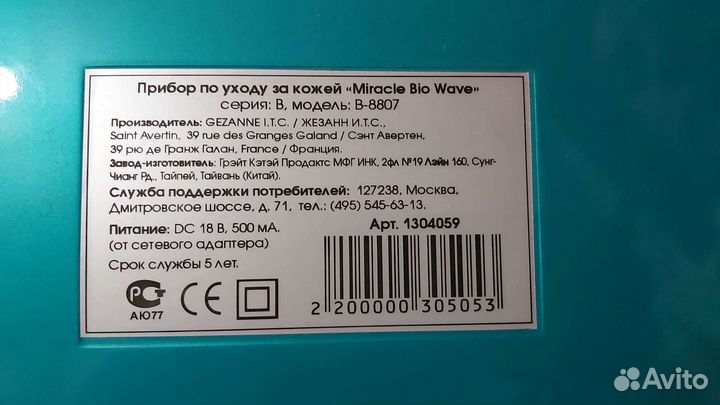 Прибор по уходу за кожей «Miracle Bio Wave»
серия: B, модель: B-8807
Производитель: GEZANNE I.T.C. / ЖЕЗАНН И.Т.С.,
Saint Avertin, 39 rue des Granges Galand / Сэнт Авертен,
39 рю де Гранж Галан, France / Франция.
Завод-изготовитель: Грэйт Кэтэй Продактс МФГ ИНК, 2фл №19 Лэйн 160, Сунг-
Чианг Рд., Тайпей, Тайвань (Китай).
Служба поддержки потребителей: 127238, Москва,
Дмитровское шоссе, д. 71, тел.: (495) 545-63-13.
Питание: DC 18 В, 500 мА.
(от сетевого адаптера)
Срок службы 5 лет.
Арт. 1304059
РСТ CE
АЮ77
2 200000 305053
Avito